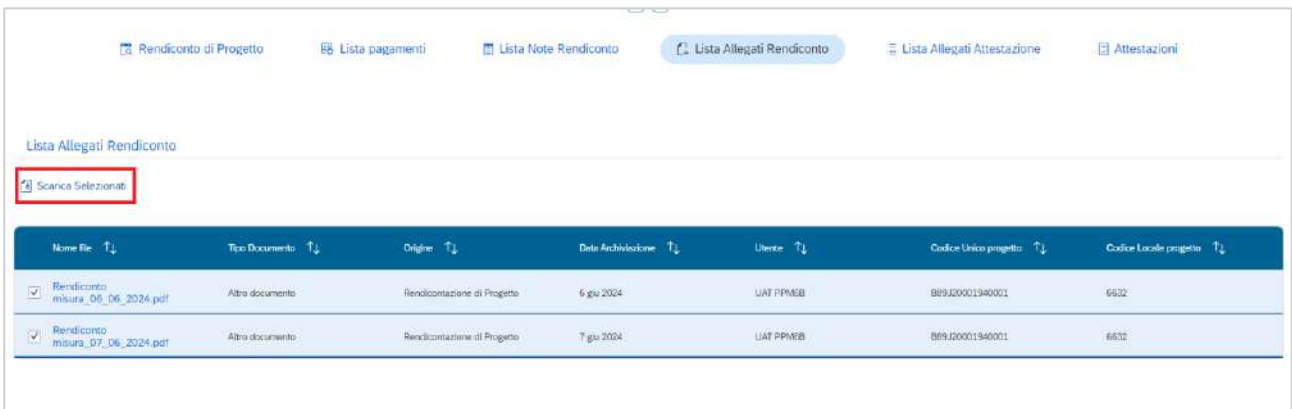 Rendiconto di Progetto Lista pagamenti Lista Note Rendiconto Lista Allegati Rendiconto Lista Allegati Attestazione Attestazioni
Lista Allegati Rendiconto
Scarica Selezionati
Nome file Tipo Documento Origine Data Archiviazione Utente Codice Unico progetto Codice Locale progetto
Rendiconto
misura_06_06_2024.pdf Altro documento Rendicontazione di Progetto 6 giu 2024 UAT PPM6B B89J20001940001 6632
Rendiconto
misura_07_06_2024.pdf Altro documento Rendicontazione di Progetto 7 giu 2024 UAT PPM6B B89J20001940001 6632